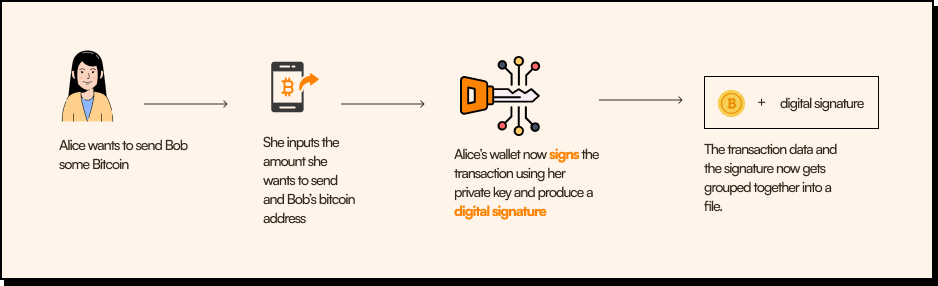 Alice wants to send Bob
some Bitcoin
She inputs the
amount she
wants to send
and Bob's bitcoin
address
Alice's wallet now signs the
transaction using her
private key and produce a
digital signature
+ digital signature
The transaction data and
the signature now gets
grouped together into a
file.